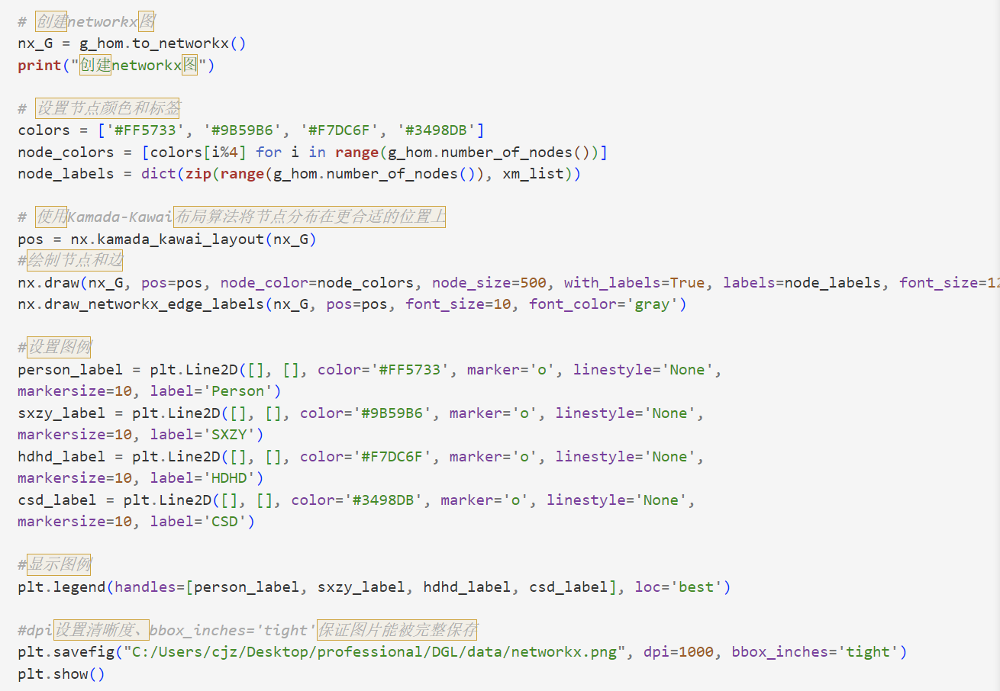 # 创建networkx图
nx_G = g_hom.to_networkx()
print("创建networkx图")
# 设置节点颜色和标签
colors = ['#FF5733', '#9B59B6', '#F7DC6F', '#3498DB']
node_colors = [colors[i%4] for i in range(g_hom.number_of_nodes())]
node_labels = dict(zip(range(g_hom.number_of_nodes()), xm_list))
# 使用Kamada-Kawai布局算法将节点分布在更合适的位置上
pos = nx.kamada_kawai_layout(nx_G)
#绘制节点和边
nx.draw(nx_G, pos=pos, node_color=node_colors, node_size=500, with_labels=True, labels=node_labels, font_size=12
nx.draw_networkx_edge_labels(nx_G, pos=pos, font_size=10, font_color='gray')
#设置图例
person_label = plt.Line2D([], [], color='#FF5733', marker='o', linestyle='None',
markersize=10, label='Person')
sxzy_label = plt.Line2D([], [], color='#9B59B6', marker='o', linestyle='None',
markersize=10, label='SXZY')
hdhd_label = plt.Line2D([], [], color='#F7DC6F', marker='o', linestyle='None',
markersize=10, label='HDHD')
csd_label = plt.Line2D([], [], color='#3498DB', marker='o', linestyle='None',
markersize=10, label='CSD')
#显示图例
plt.legend(handles=[person_label, sxzy_label, hdhd_label, csd_label], loc='best')
#dpi设置清晰度、bbox_inches='tight'保证图片能被完整保存
plt.savefig("C:/Users/cjz/Desktop/professional/DGL/data/networkx.png", dpi=1000, bbox_inches='tight')
plt.show()